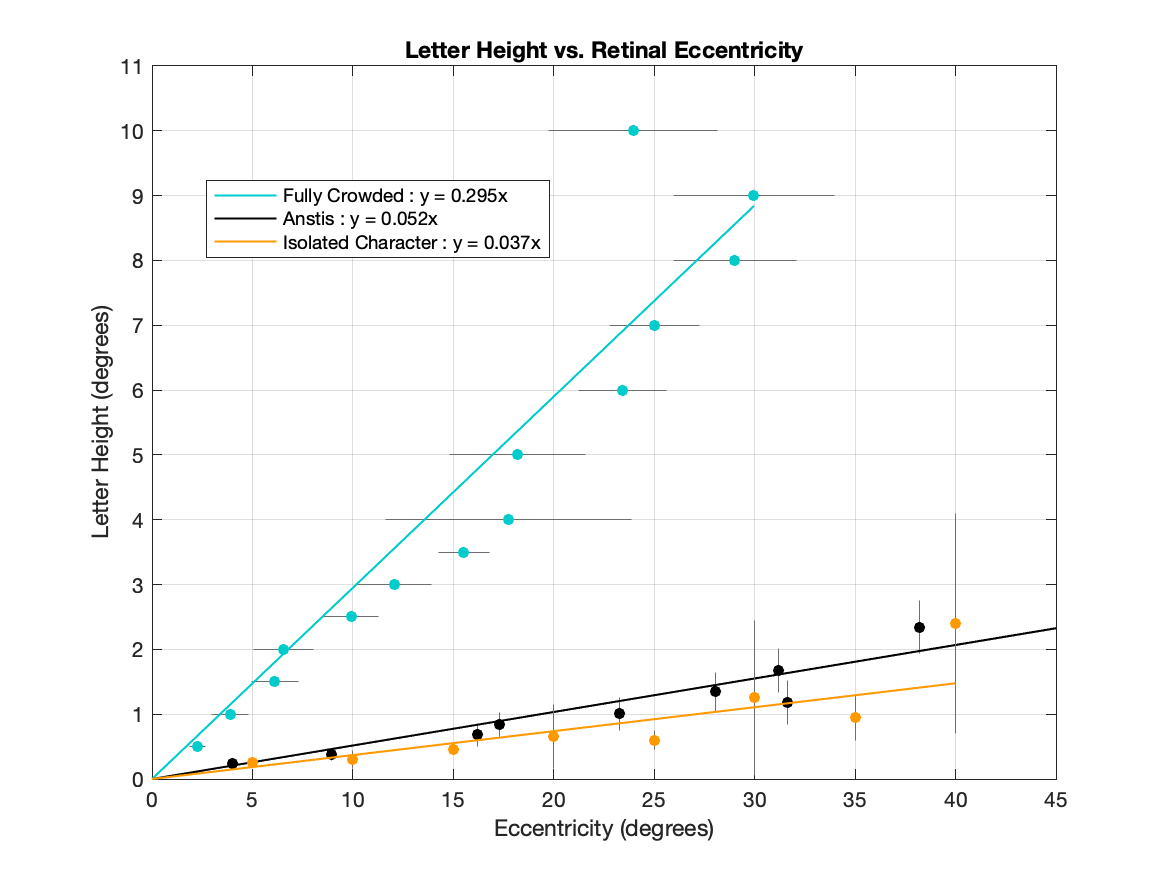 Letter Height vs. Retinal Eccentricity
11
10
9
8
7
6
5
4
3
2
1
0
Letter Height (degrees)
Fully Crowded : y = 0.295x
Anstis : y = 0.052x
Isolated Character : y = 0.037x
0 5 10 15 20 25 30 35 40 45
Eccentricity (degrees)